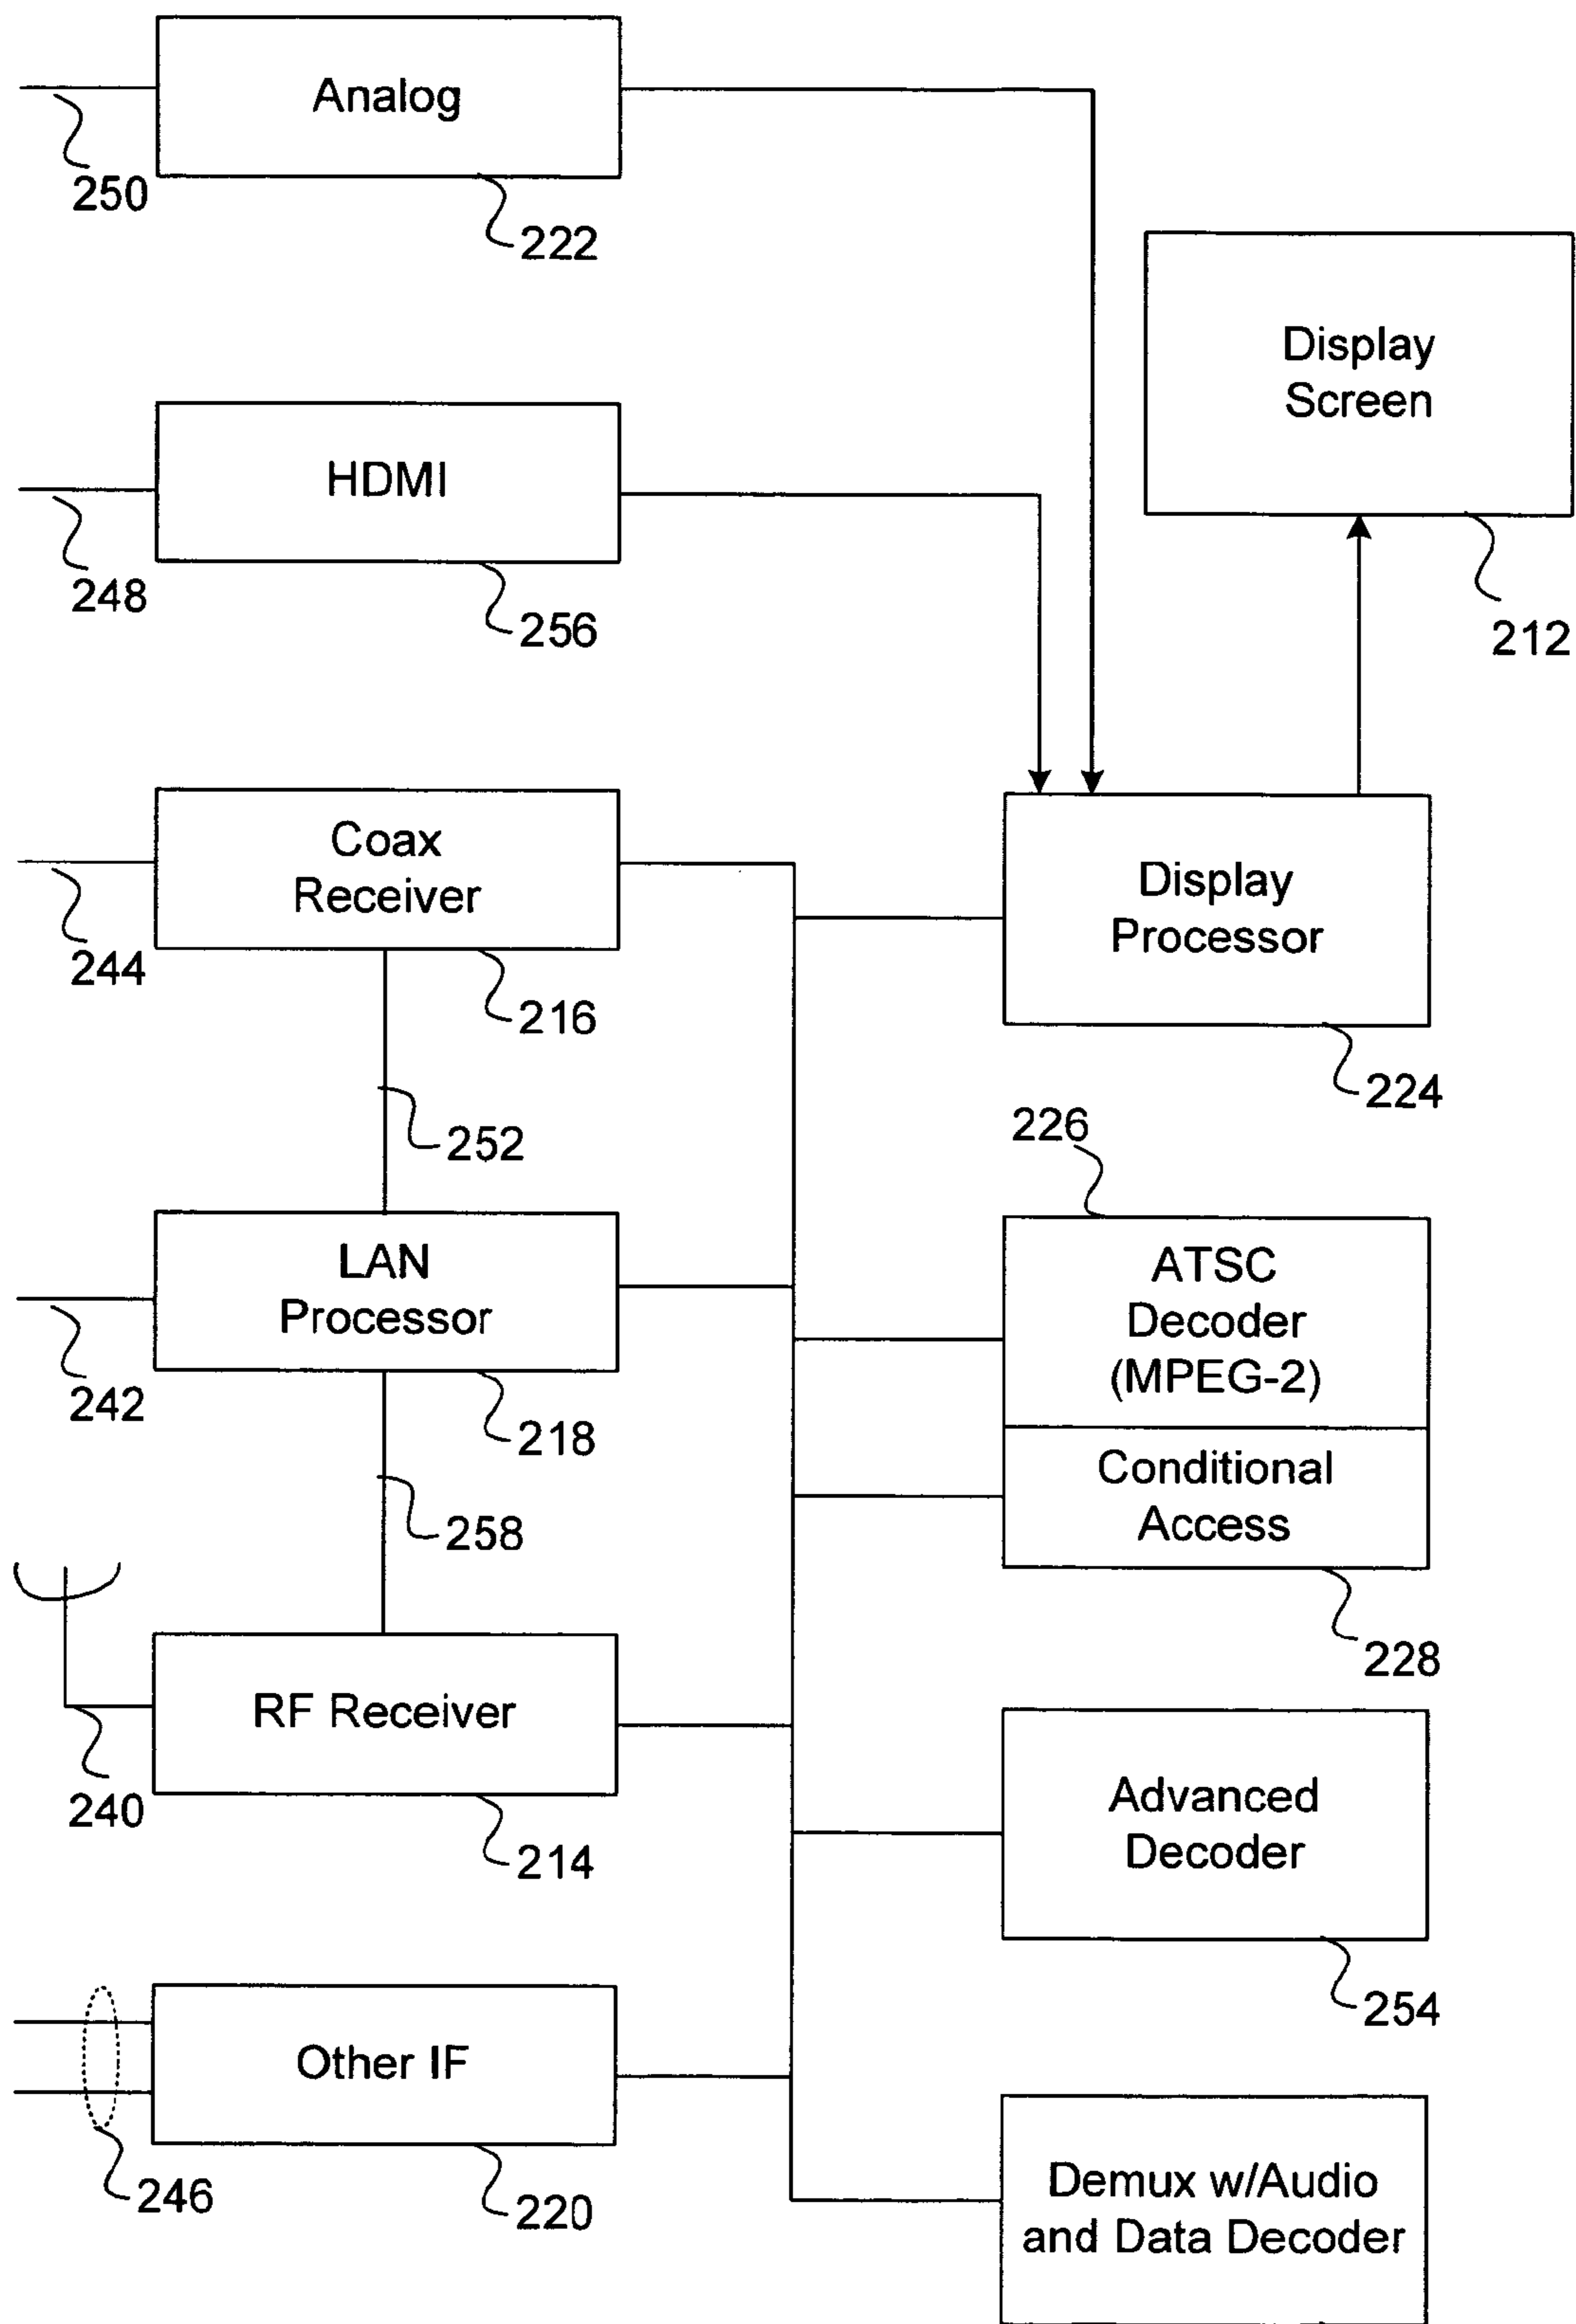 Analog
250
222
Display
Screen
212
HDMI
248
256
Coax
Receiver
244
216
Display
Processor
224
252
226
LAN
Processor
242
218
ATSC
Decoder
(MPEG-2)
Conditional
Access
228
258
RF Receiver
240
214
Advanced
Decoder
254
Other IF
246
220
Demux w/Audio
and Data Decoder